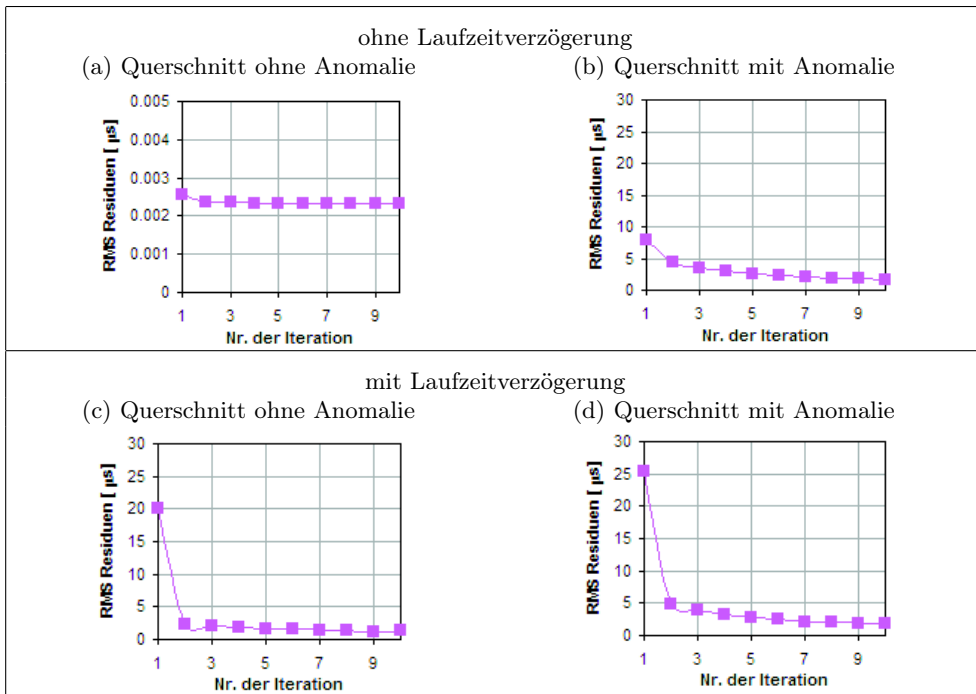 ohne Laufzeitverzögerung
(a) Querschnitt ohne Anomalie
(b) Querschnitt mit Anomalie
RMS Residuen [ µs]
0.005
0.004
0.003
0.002
0.001
0
1 3 5 7 9
Nr. der Iteration
RMS Residuen [ µs]
30
25
20
15
10
5
0
1 3 5 7 9
Nr. der Iteration
mit Laufzeitverzögerung
(c) Querschnitt ohne Anomalie
(d) Querschnitt mit Anomalie
RMS Residuen [ µs]
30
25
20
15
10
5
0
1 3 5 7 9
Nr. der Iteration
RMS Residuen [ µs]
30
25
20
15
10
5
0
1 3 5 7 9
Nr. der Iteration